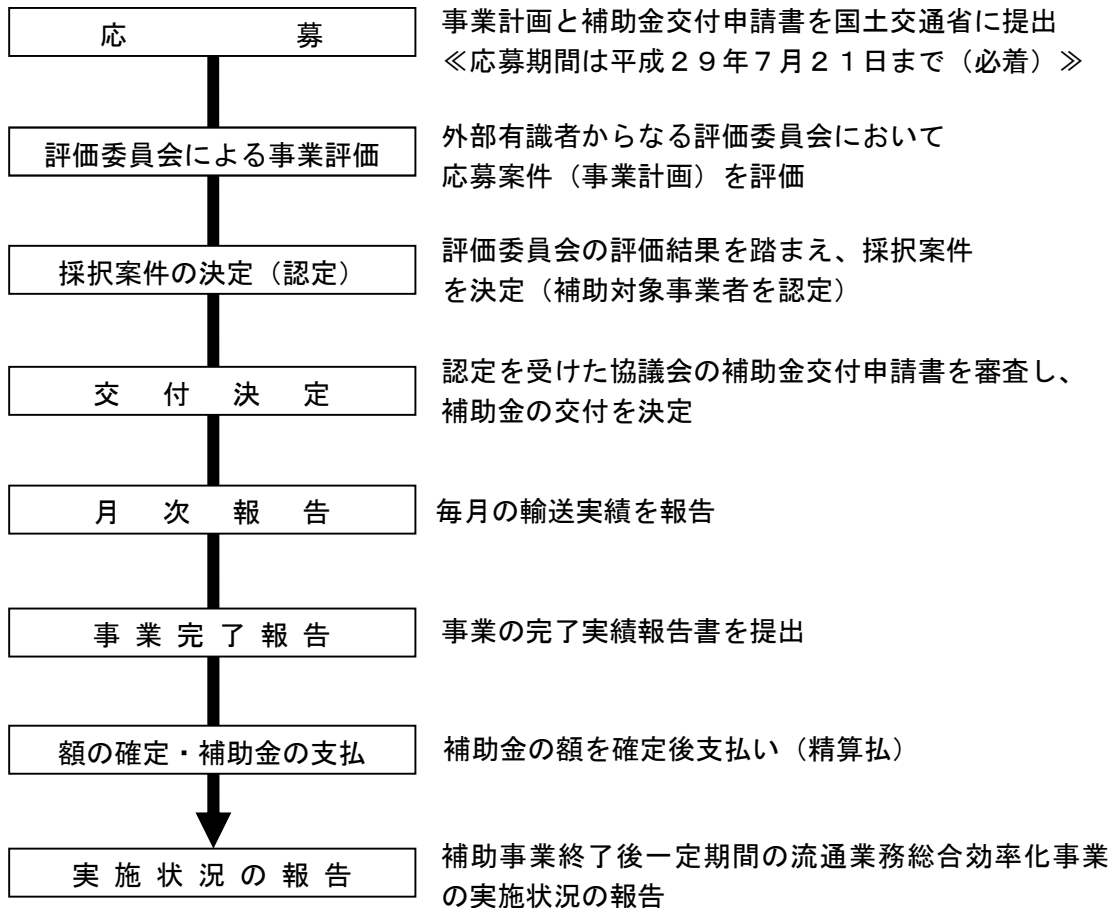 応　　　　　募
事業計画と補助金交付申請書を国土交通省に提出
≪応募期間は平成２９年７月２１日まで（必着）≫
評価委員会による事業評価
外部有識者からなる評価委員会において
応募案件（事業計画）を評価
採択案件の決定（認定）
評価委員会の評価結果を踏まえ、採択案件
を決定（補助対象事業者を認定）
交　付　決　定
認定を受けた協議会の補助金交付申請書を審査し、
補助金の交付を決定
月　次　報　告
毎月の輸送実績を報告
事 業 完 了 報 告
事業の完了実績報告書を提出
額の確定・補助金の支払
補助金の額を確定後支払い（精算払）
実 施 状 況 の 報 告
補助事業終了後一定期間の流通業務総合効率化事業
の実施状況の報告